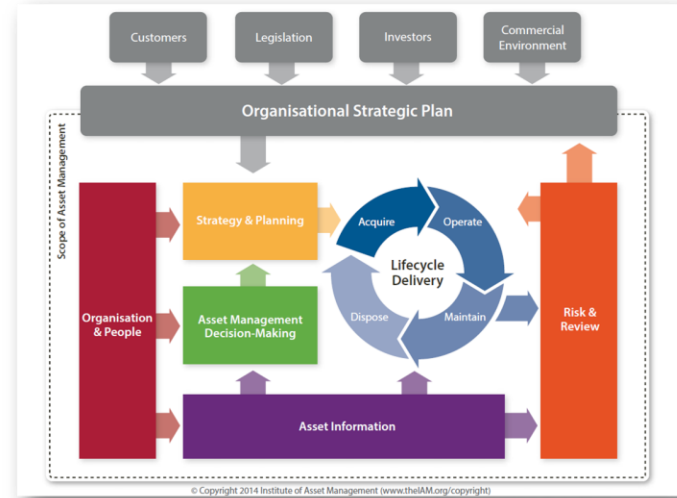 Customers
Legislation
Investors
Commercial
Environment
Organisational Strategic Plan
Scope of Asset Management
Strategy & Planning
Acquire
Operate
Lifecycle
Delivery
Organisation
& People
Asset Management
Decision-Making
Dispose
Maintain
Risk &
Review
Asset Information
© Copyright 2014 Institute of Asset Management (www.theIAM.org/copyright)